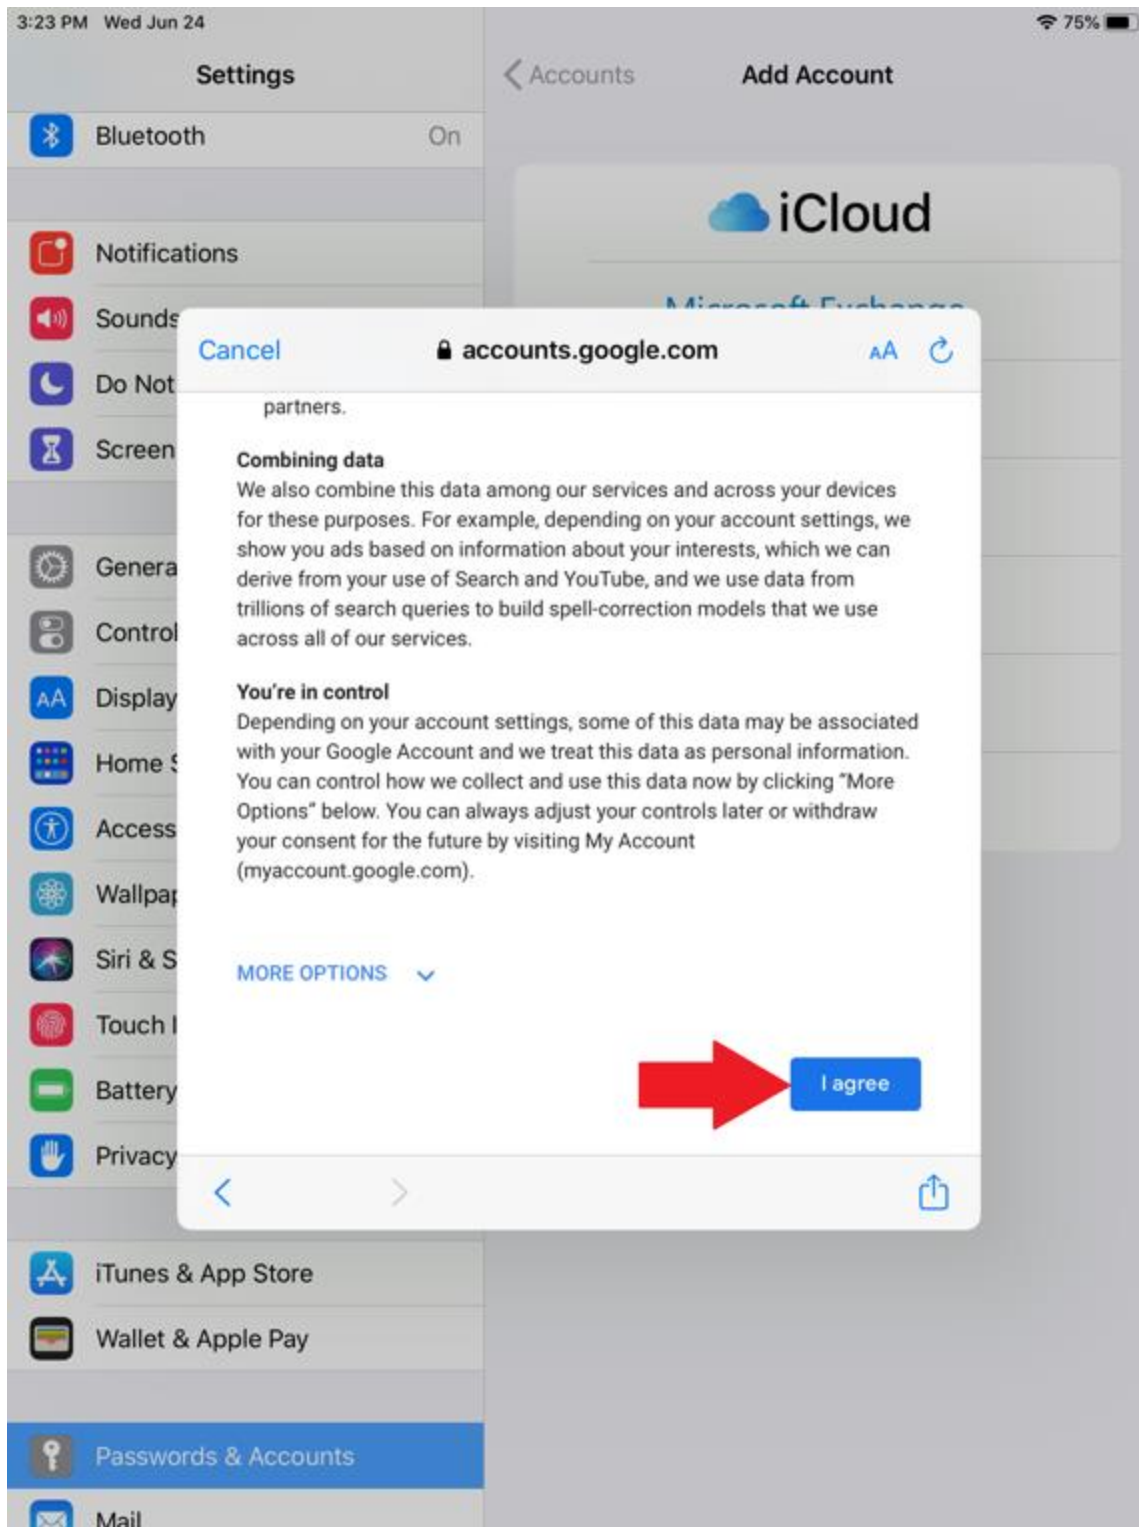 3:23 PM Wed Jun 24
75%
Settings
Bluetooth On
Notifications
Sounds
Do Not
Screen
Genera
Control
Display
Home S
Access
Wallpap
Siri & S
Touch I
Battery
Privacy
iTunes & App Store
Wallet & Apple Pay
Passwords & Accounts
Mail
Accounts
Add Account
iCloud
Microsoft Exchange
Cancel
accounts.google.com
AA
partners.
Combining data
We also combine this data among our services and across your devices
for these purposes. For example, depending on your account settings, we
show you ads based on information about your interests, which we can
derive from your use of Search and YouTube, and we use data from
trillions of search queries to build spell-correction models that we use
across all of our services.
You're in control
Depending on your account settings, some of this data may be associated
with your Google Account and we treat this data as personal information.
You can control how we collect and use this data now by clicking “More
Options” below. You can always adjust your controls later or withdraw
your consent for the future by visiting My Account
(myaccount.google.com).
MORE OPTIONS
I agree